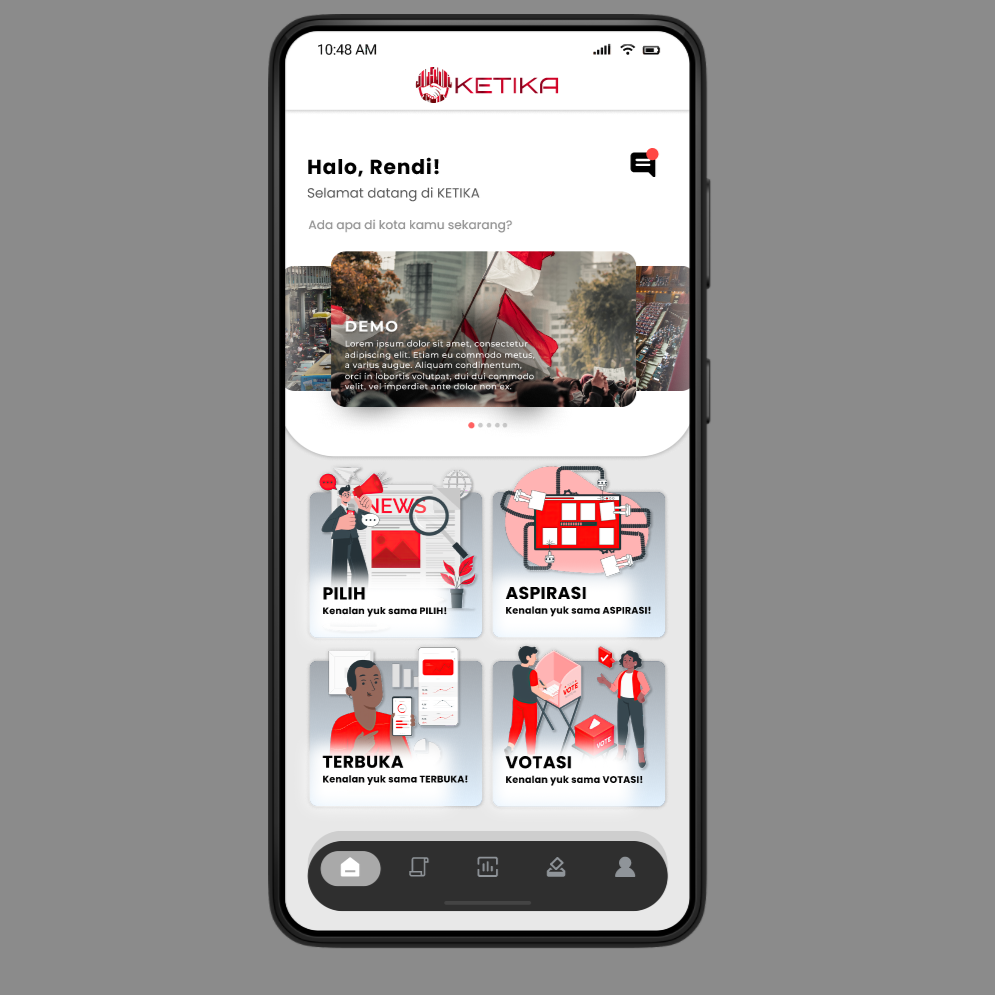 10:48 AM
KETIKA
Halo, Rendi!
Selamat datang di KETIKA
Ada apa di kota kamu sekarang?
DEMO
Lorem ipsum dolor sit amet, consectetur
adipiscing elit. Etiam eu commodo metus,
a varius augue. Aliquam condimentum,
orci in lobortis volutpat, dui dui commodo
velit, vel imperdiet ante dolor non ex.
NEWS
PILIH
Kenalan yuk sama PILIH!
ASPIRASI
Kenalan yuk sama ASPIRASI!
VOTE
VOTE
TERBUKA
Kenalan yuk sama TERBUKA!
VOTASI
Kenalan yuk sama VOTASI!